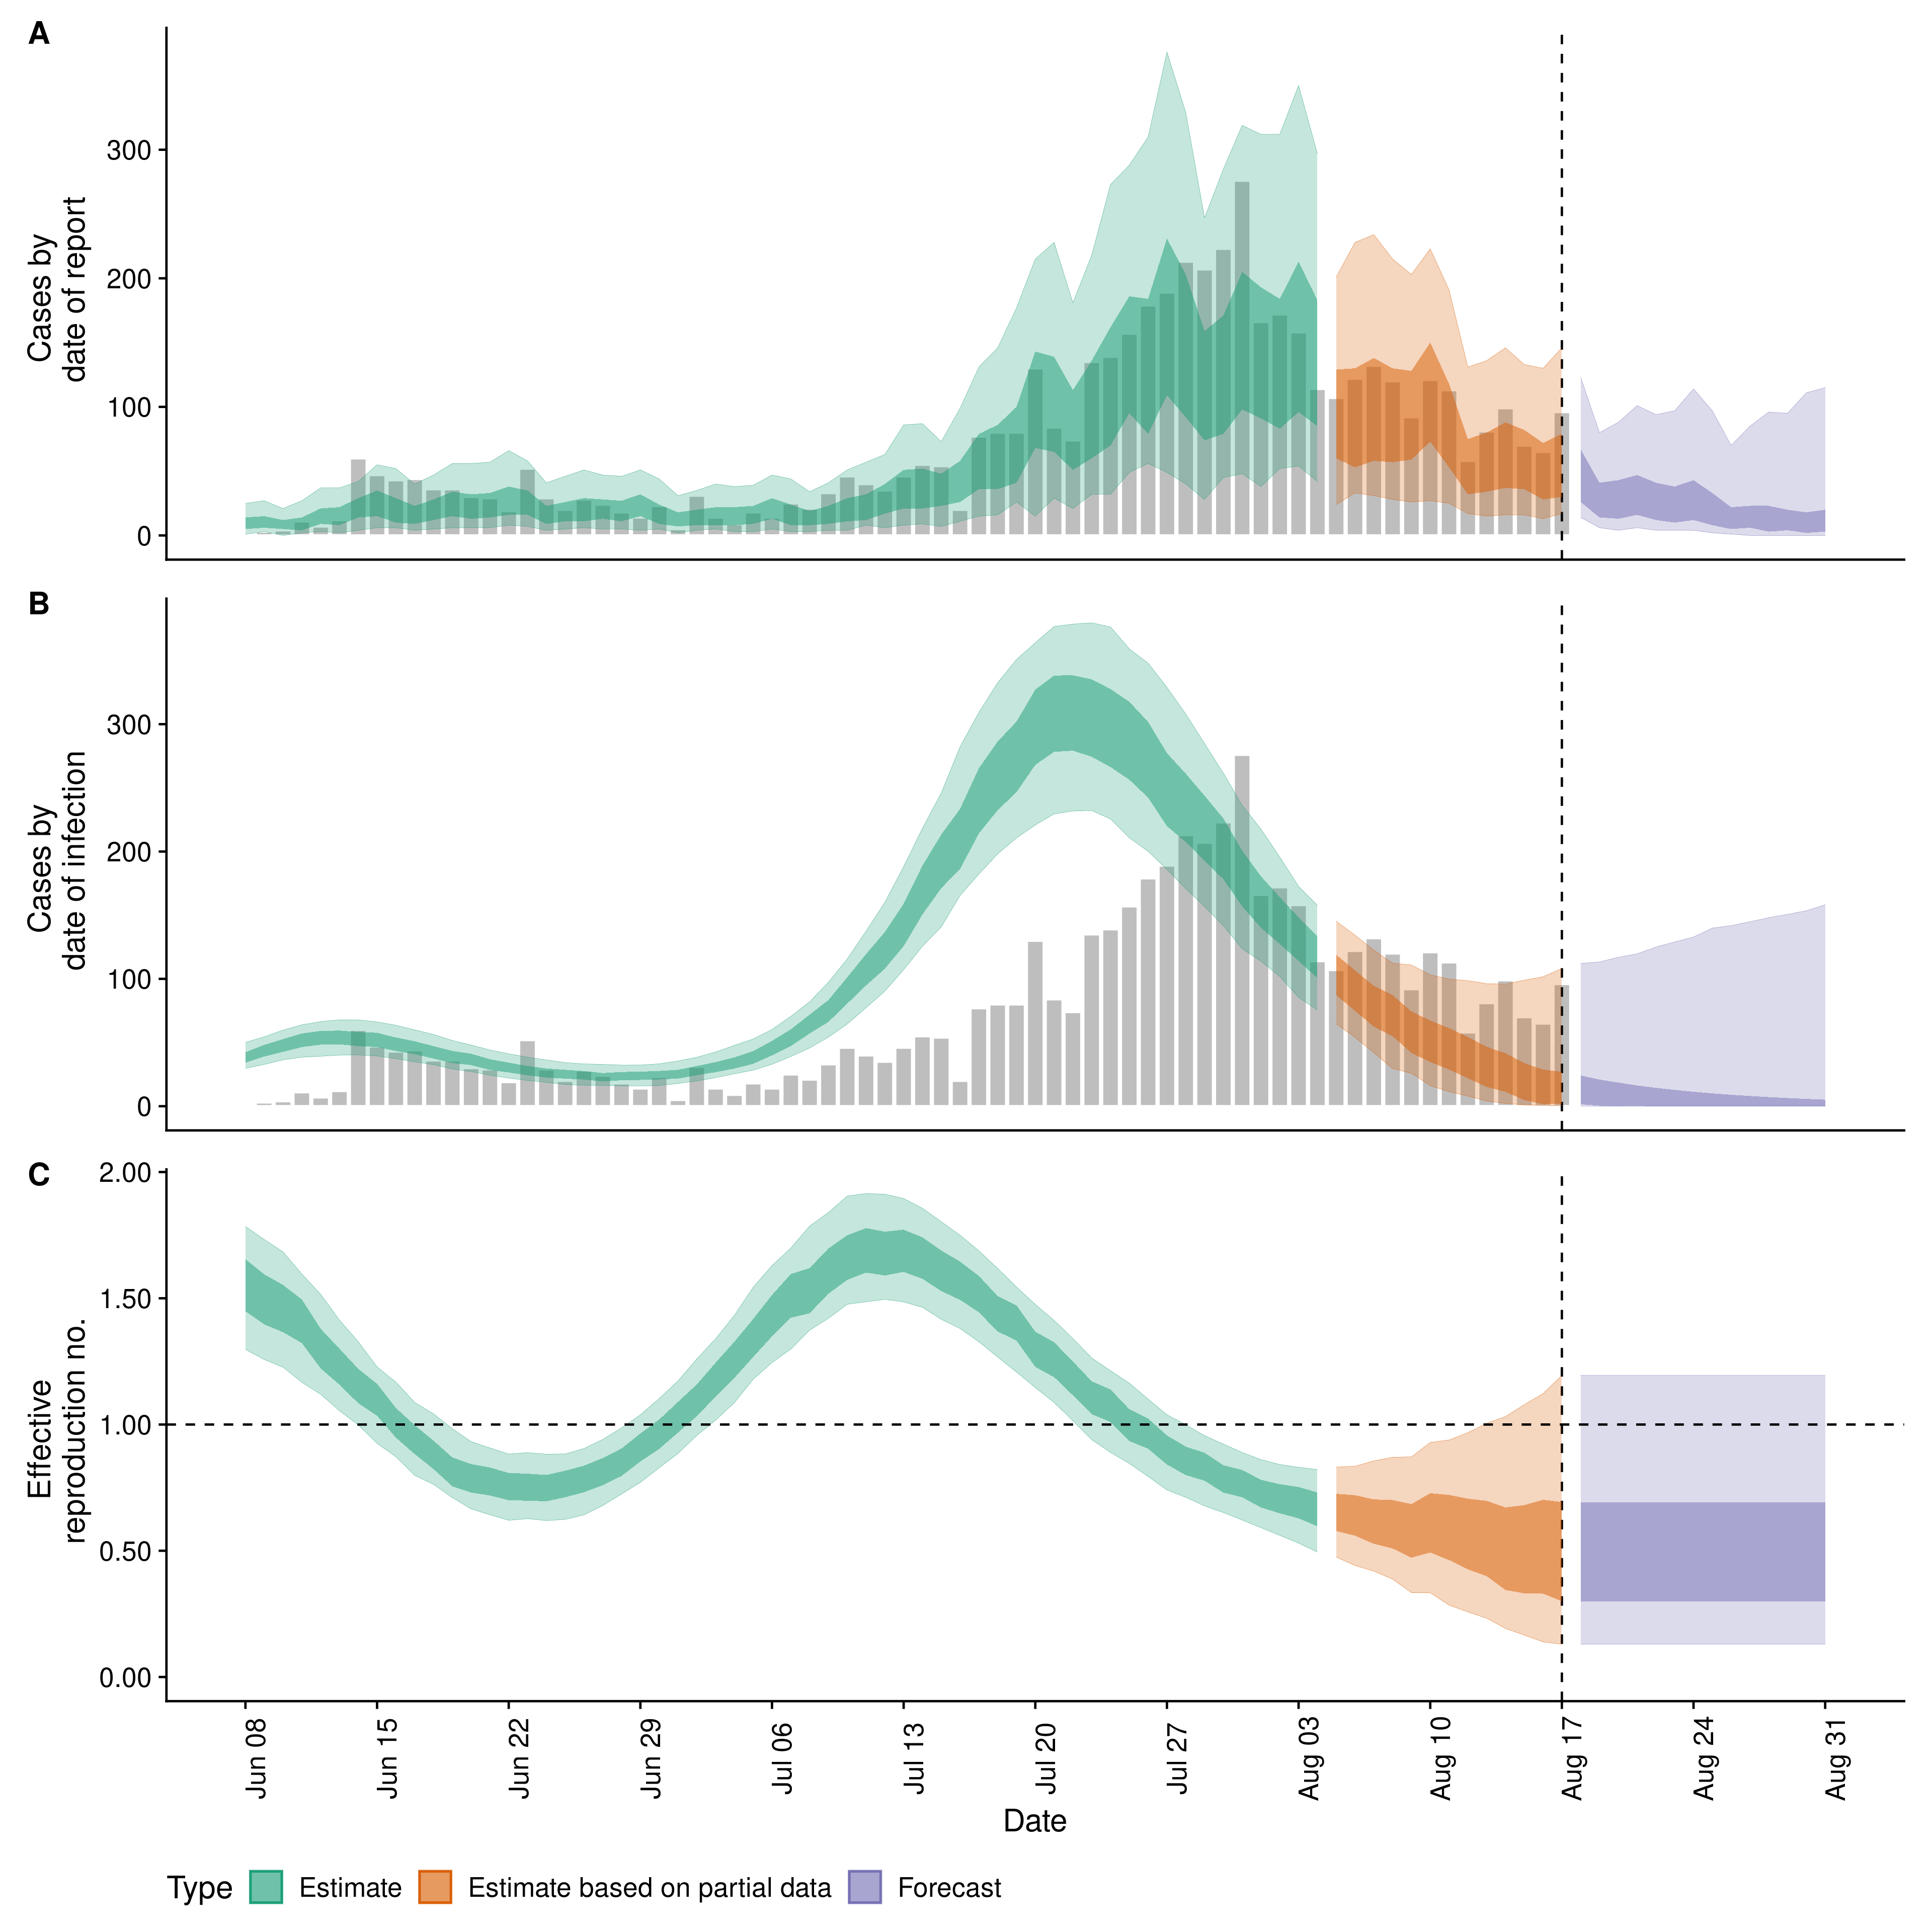 A
Cases by
date of report
300
200
100
0
B
Cases by
date of infection
300
200
100
0
C
Effective
reproduction no.
2.00
1.50
1.00
0.50
0.00
Jun 08
Jun 15
Jun 22
Jun 29
Jul 06
Jul 13
Jul 20
Jul 27
Aug 03
Aug 10
Aug 17
Aug 24
Aug 31
Date
Type Estimate Estimate based on partial data Forecast